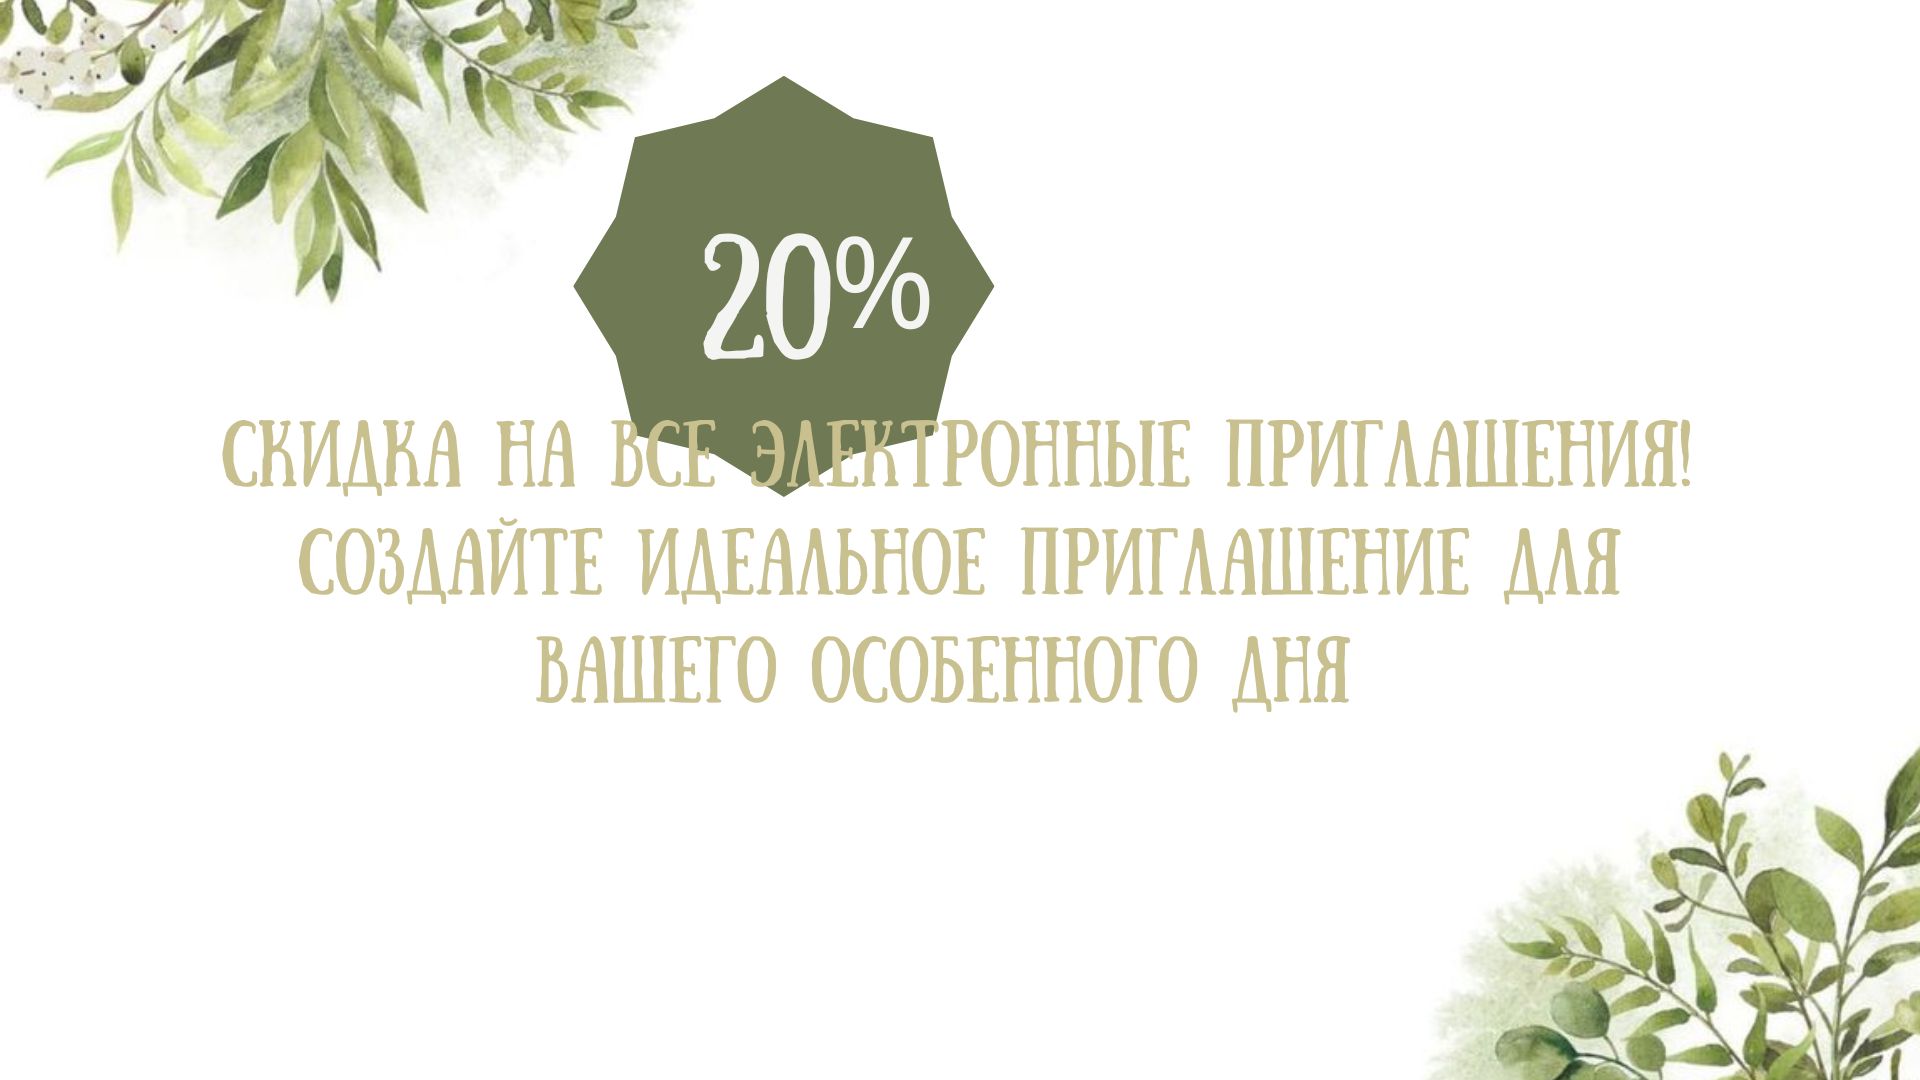 20%
СКИДКА НА ВСЕ ЭЛЕКТРОННЫЕ ПРИГЛАШЕНИЯ!
СОЗДАЙТЕ ИДЕАЛЬНОЕ ПРИГЛАШЕНИЕ ДЛЯ
ВАШЕГО ОСОБЕННОГО ДНЯ